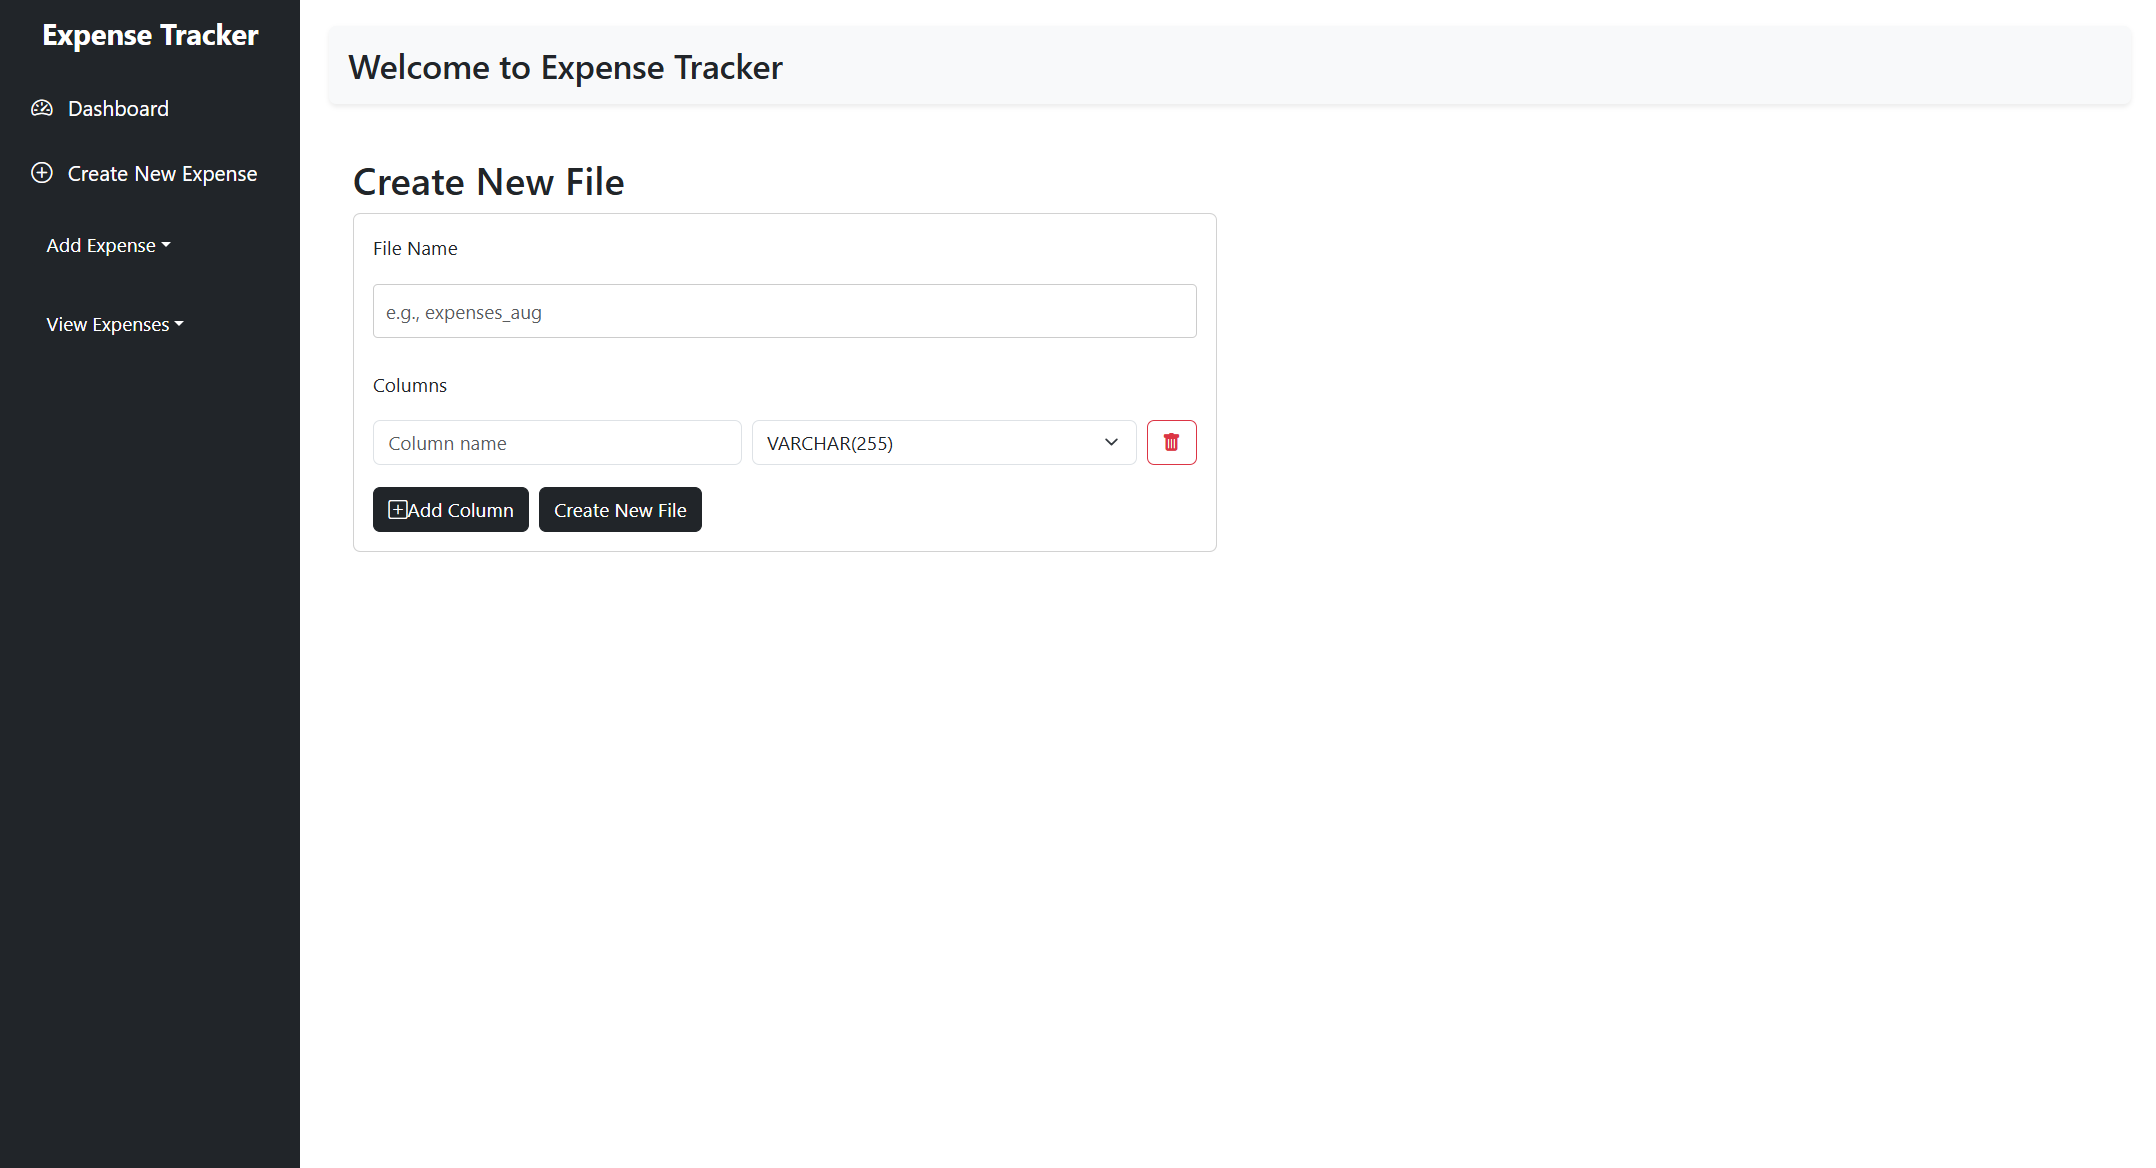 Expense Tracker
Dashboard
Create New Expense
Add Expense
View Expenses
Welcome to Expense Tracker
Create New File
File Name
e.g., expenses_aug
Columns
Column name
VARCHAR(255)
Add Column
Create New File